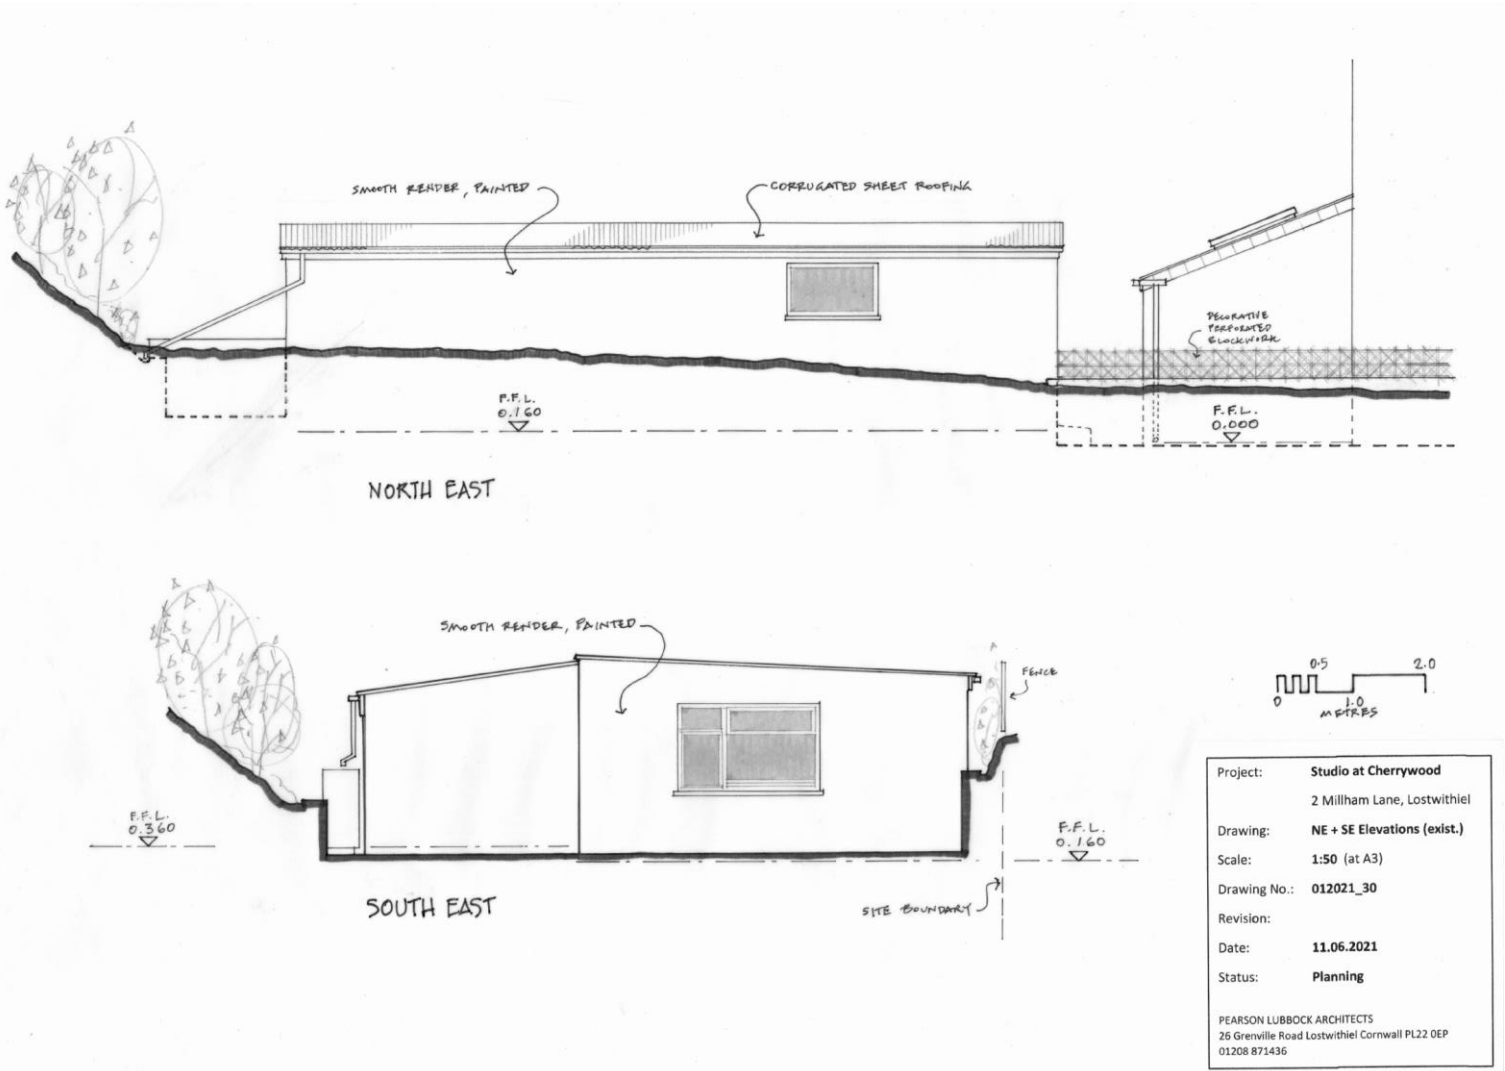 SMOOTH RENDER, PAINTED
CORRUGATED SHEET ROOFING
DECORATIVE
PERFORATED
BLOCKWORK
F.F.L.
0.160
F.F.L.
0.000
NORTH EAST
SMOOTH RENDER, PAINTED
FENCE
0.5 2.0
0 1.0
METRES
F.F.L.
0.360
F.F.L.
0.160
SITE BOUNDARY
SOUTH EAST
Project: Studio at Cherrywood
2 Millham Lane, Lostwithiel
Drawing: NE + SE Elevations (exist.)
Scale: 1:50 (at A3)
Drawing No.: 012021_30
Revision:
Date: 11.06.2021
Status: Planning
PEARSON LUBBOCK ARCHITECTS
26 Grenville Road Lostwithiel Cornwall PL22 0EP
01208 871436